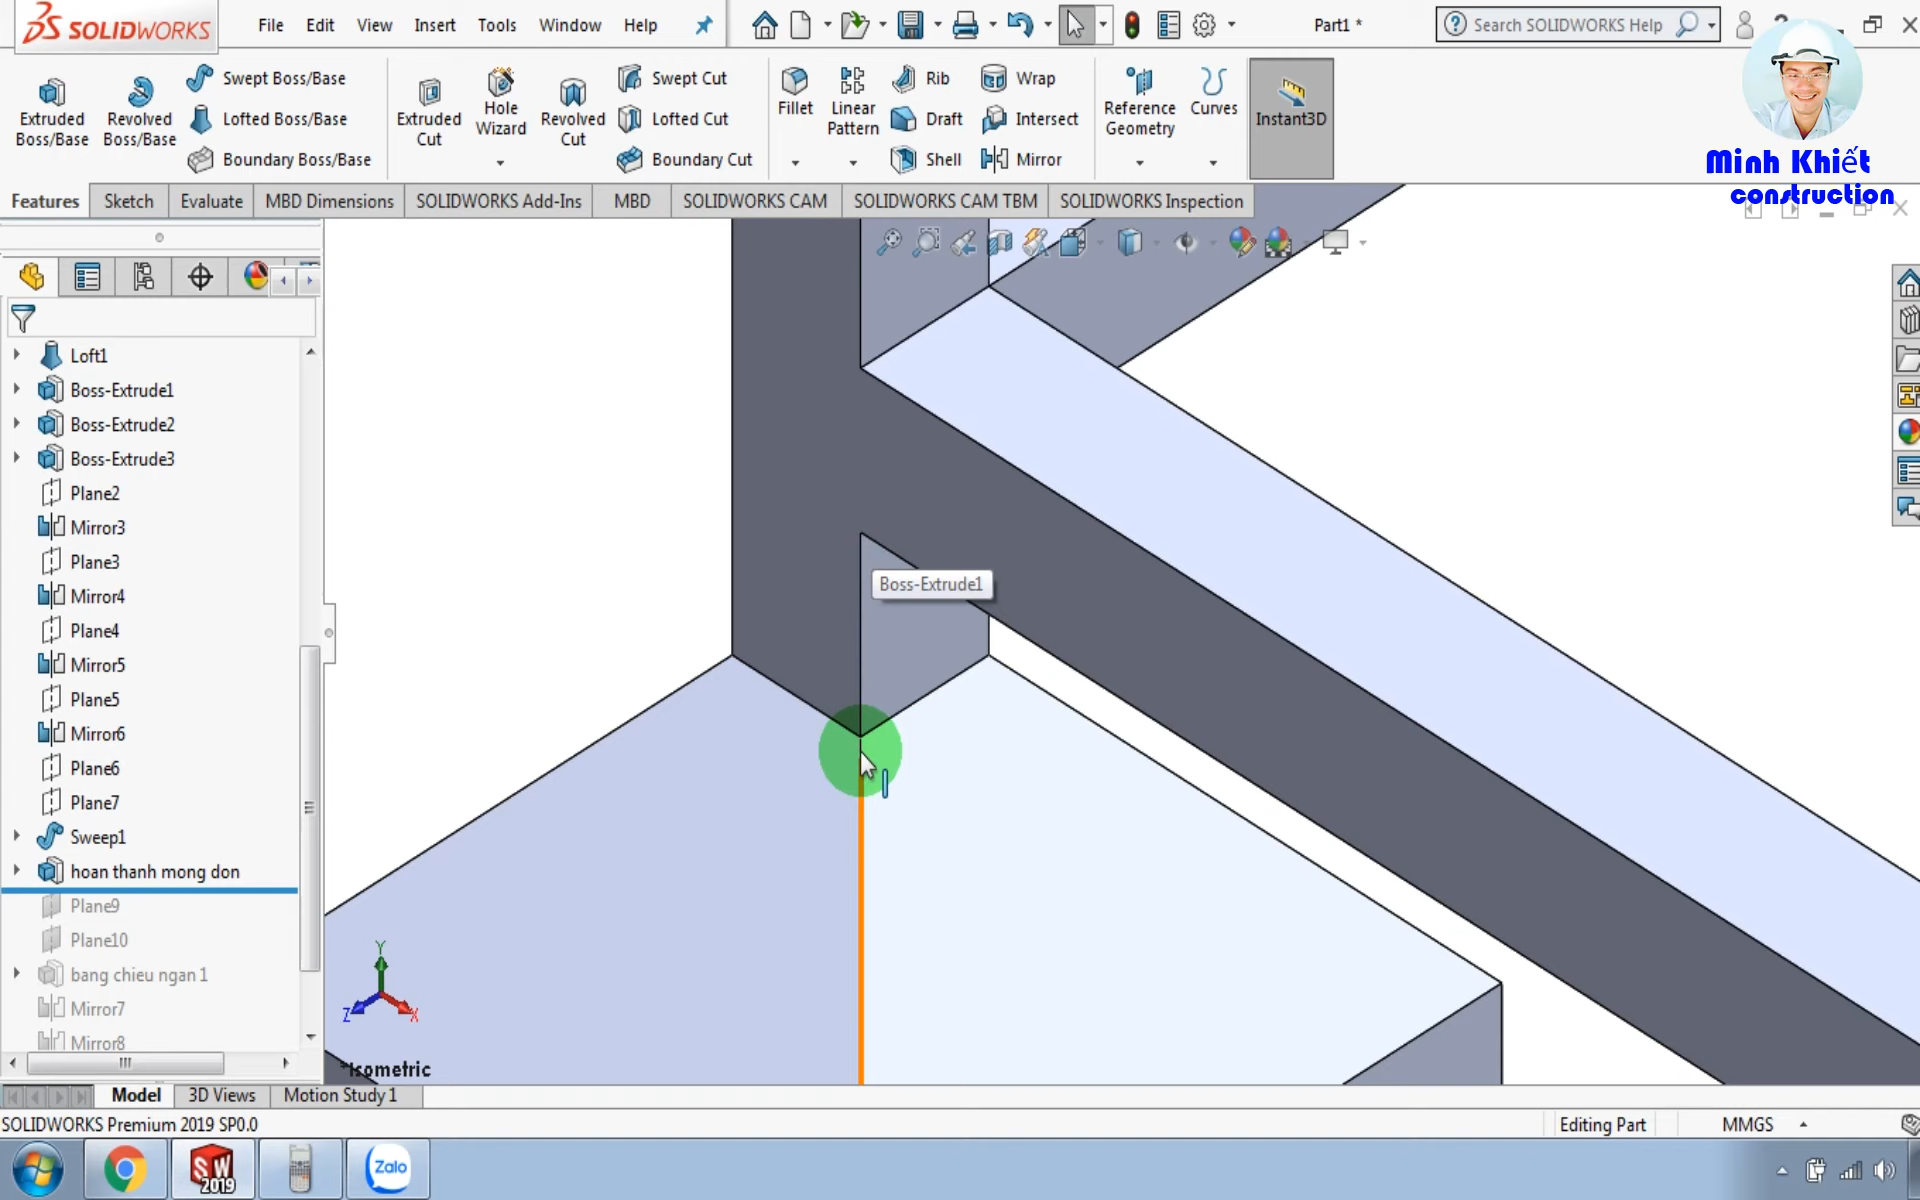 SOLIDWORKS
File Edit View Insert Tools Window Help
Part1 *
Search SOLIDWORKS Help
Extruded Boss/Base
Revolved Boss/Base
Swept Boss/Base
Lofted Boss/Base
Boundary Boss/Base
Extruded Cut
Hole Wizard
Revolved Cut
Swept Cut
Lofted Cut
Boundary Cut
Fillet
Linear Pattern
Rib
Draft
Shell
Wrap
Intersect
Mirror
Reference Geometry
Curves
Instant3D
Minh Khiết
construction
Features Sketch Evaluate MBD Dimensions SOLIDWORKS Add-Ins MBD SOLIDWORKS CAM SOLIDWORKS CAM TBM SOLIDWORKS Inspection
Loft1
Boss-Extrude1
Boss-Extrude2
Boss-Extrude3
Plane2
Mirror3
Plane3
Mirror4
Plane4
Mirror5
Plane5
Mirror6
Plane6
Plane7
Sweep1
hoan thanh mong don
Plane9
Plane10
bang chieu ngan 1
Mirror7
Mirror8
Boss-Extrude1
Y
Z
X
*Isometric
Model 3D Views Motion Study 1
SOLIDWORKS Premium 2019 SP0.0
Editing Part
MMGS
SW
2019
Zalo